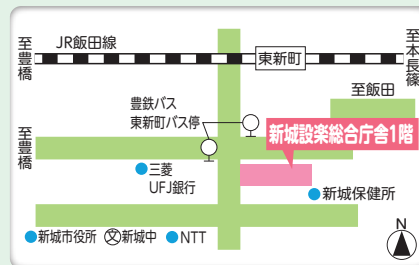 JR飯田線
至豊橋
東新町
至本長篠
至飯田
豊鉄バス
東新町バス停
至豊橋
新城設楽総合庁舎1階
三菱
UFJ銀行
新城保健所
新城市役所
文 新城中
NTT
N